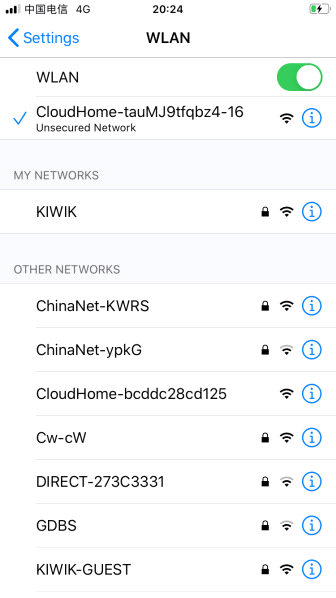 中国电信 4G 20:24
Settings WLAN
WLAN
CloudHome-tauMJ9tfqbz4-16
Unsecured Network
MY NETWORKS
KIWIK
OTHER NETWORKS
ChinaNet-KWRS
ChinaNet-ypkG
CloudHome-bcddc28cd125
Cw-cW
DIRECT-273C3331
GDBS
KIWIK-GUEST